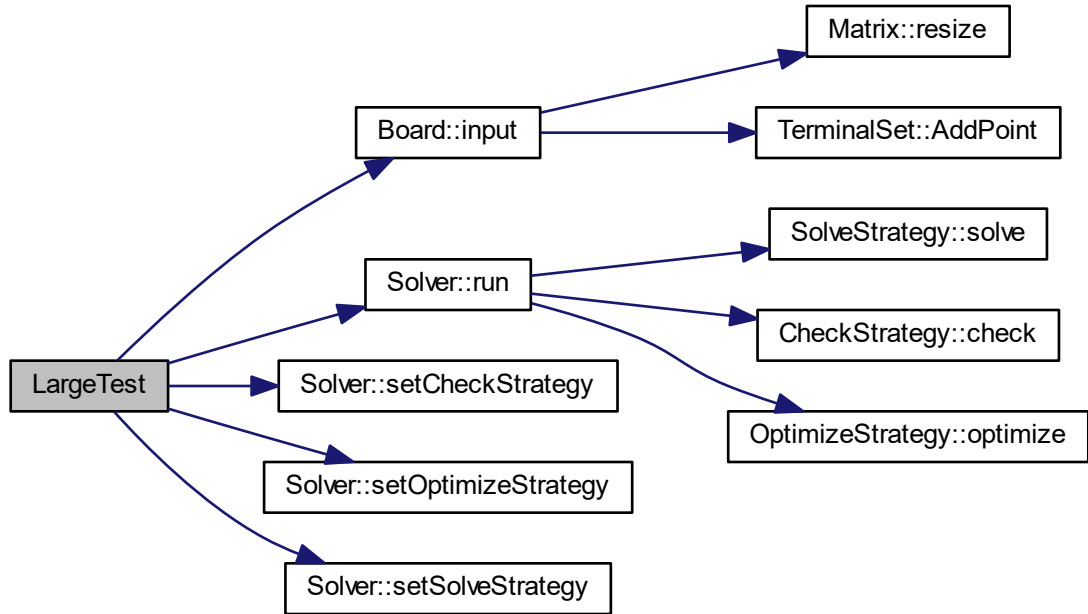 Matrix::resize
Board::input
TerminalSet::AddPoint
SolveStrategy::solve
Solver::run
CheckStrategy::check
LargeTest
Solver::setCheckStrategy
OptimizeStrategy::optimize
Solver::setOptimizeStrategy
Solver::setSolveStrategy